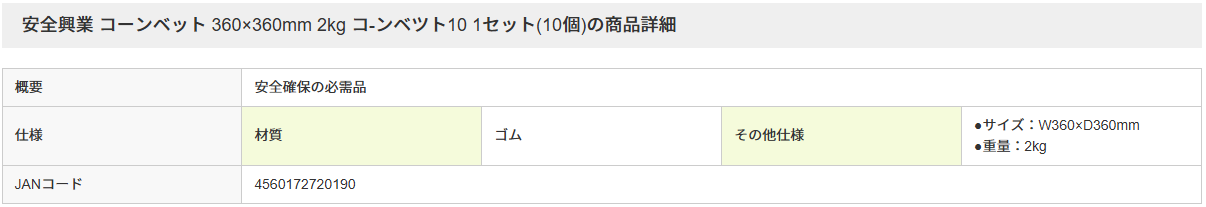 安全興業 コーンベット 360×360mm 2kg コ-ンベツト10 1セット(10個)の商品詳細
概要 安全確保の必需品
仕様 材質 ゴム その他仕様 ●サイズ：W360×D360mm
●重量：2kg
JANコード 4560172720190